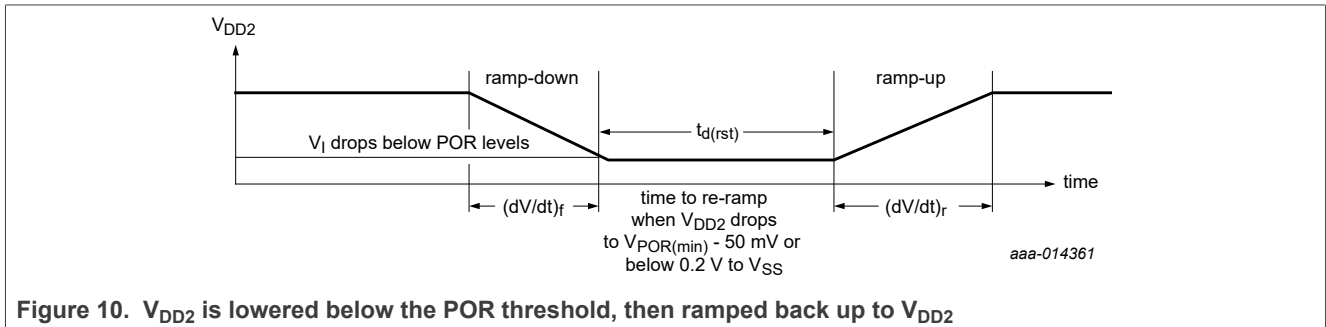 VDD2
ramp-down
ramp-up
td(rst)
VI drops below POR levels
time
(dV/dt)f
time to re-ramp
when VDD2 drops
to VPOR(min) - 50 mV or
below 0.2 V to VSS
(dV/dt)r
aaa-014361
Figure 10. VDD2 is lowered below the POR threshold, then ramped back up to VDD2